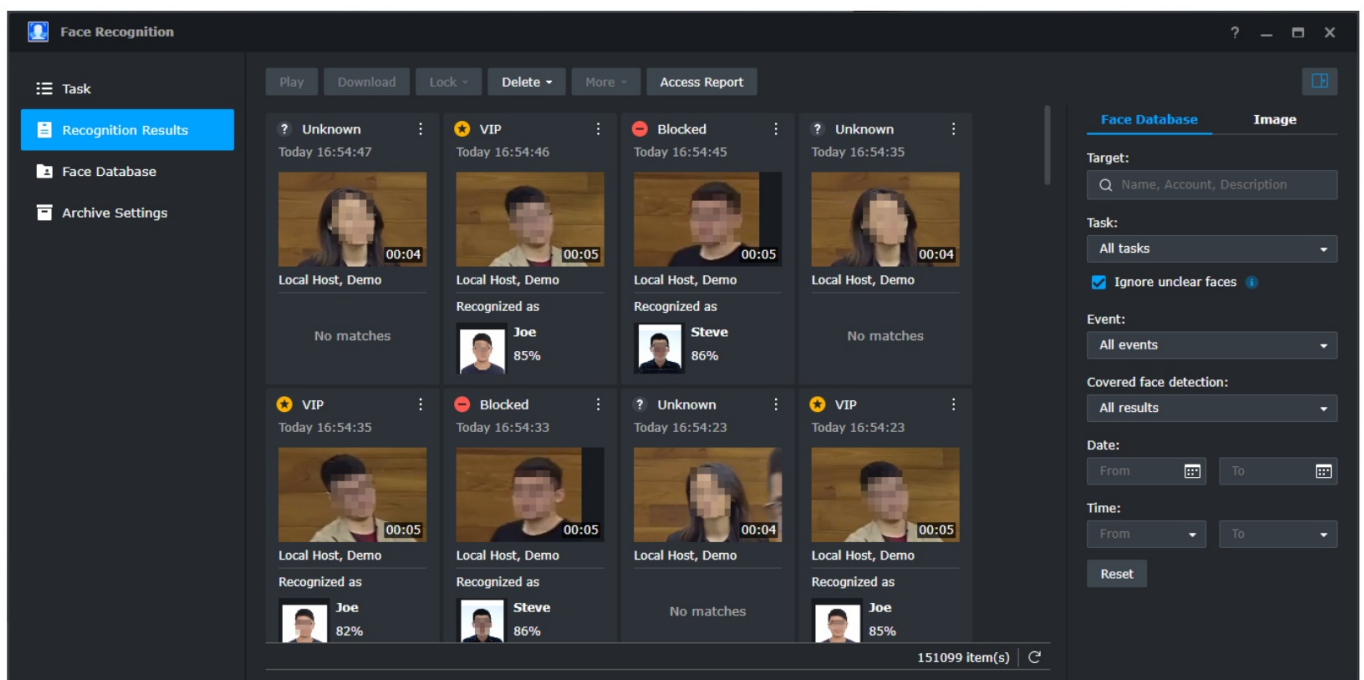 Face Recognition
?
Task
Recognition Results
Face Database
Archive Settings
Play Download Lock Delete More Access Report
? Unknown
Today 16:54:47
00:04
Local Host, Demo
No matches
VIP
Today 16:54:46
00:05
Local Host, Demo
Recognized as
Joe
85%
Blocked
Today 16:54:45
00:05
Local Host, Demo
Recognized as
Steve
86%
? Unknown
Today 16:54:35
00:04
Local Host, Demo
No matches
VIP
Today 16:54:35
00:05
Local Host, Demo
Recognized as
Joe
82%
Blocked
Today 16:54:33
00:05
Local Host, Demo
Recognized as
Steve
86%
? Unknown
Today 16:54:23
00:04
Local Host, Demo
No matches
VIP
Today 16:54:23
00:05
Local Host, Demo
Recognized as
Joe
85%
151099 item(s)
Face Database Image
Target:
Name, Account, Description
Task:
All tasks
Ignore unclear faces i
Event:
All events
Covered face detection:
All results
Date:
From To
Time:
From To
Reset